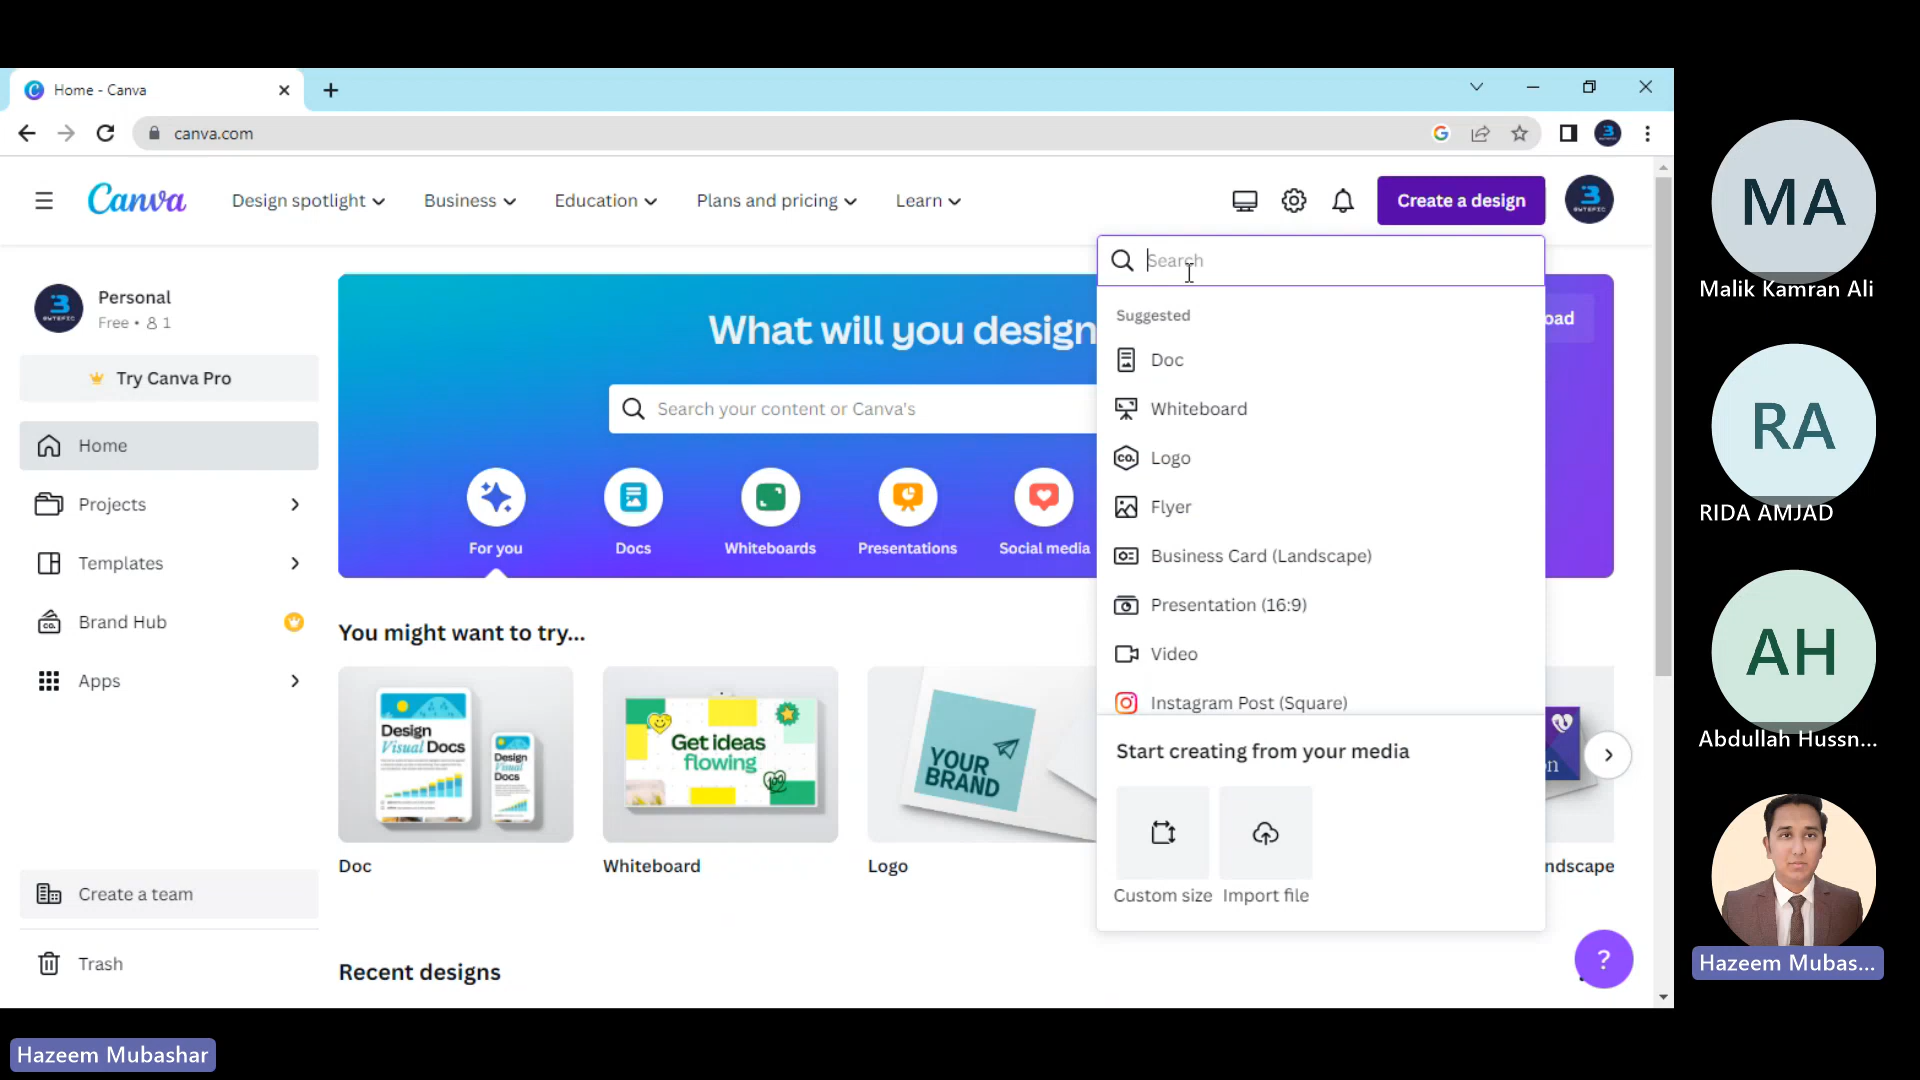 Home - Canva
canva.com
Canva
Design spotlight
Business
Education
Plans and pricing
Learn
Create a design
Personal
Free • 1
Try Canva Pro
Home
Projects
Templates
Brand Hub
Apps
Create a team
Trash
What will you design
oad
Search your content or Canva's
For you
Docs
Whiteboards
Presentations
Social media
Search
Suggested
Doc
Whiteboard
CO.
Logo
Flyer
Business Card (Landscape)
Presentation (16:9)
Video
Instagram Post (Square)
Start creating from your media
Custom size
Import file
You might want to try...
Design
Visual Docs
Design
Visual Docs
Get ideas
flowing
YOUR
BRAND
Doc
Whiteboard
Logo
ndscape
Recent designs
?
MA
Malik Kamran Ali
RA
RIDA AMJAD
AH
Abdullah Hussn...
Hazeem Mubas...
Hazeem Mubashar